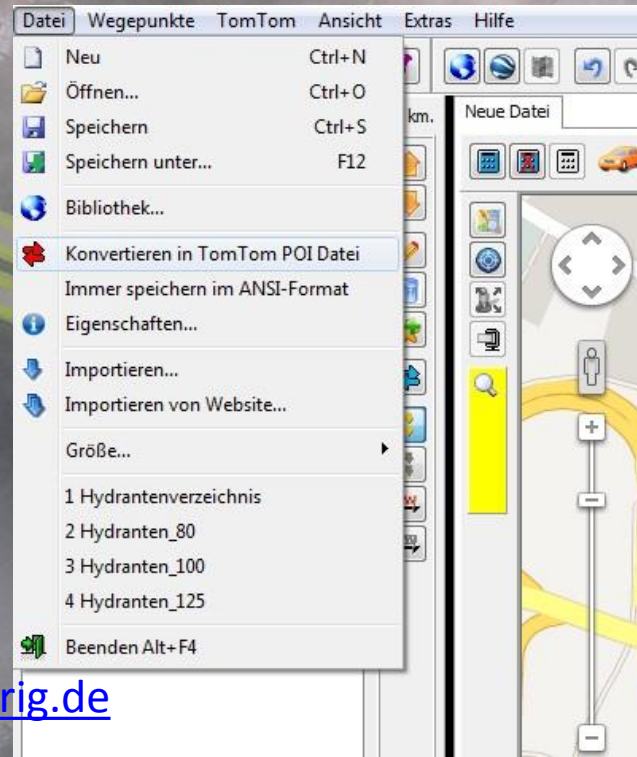 Datei Wegepunkte TomTom Ansicht Extras Hilfe
Neu Ctrl+N
Öffnen... Ctrl+O
Speichern Ctrl+S
Speichern unter... F12
Bibliothek...
Konvertieren in TomTom POI Datei
Immer speichern im ANSI-Format
Eigenschaften...
Importieren...
Importieren von Website...
Größe...
1 Hydrantenverzeichnis
2 Hydranten_80
3 Hydranten_100
4 Hydranten_125
Beenden Alt+F4
km.
Neue Datei
rig.de